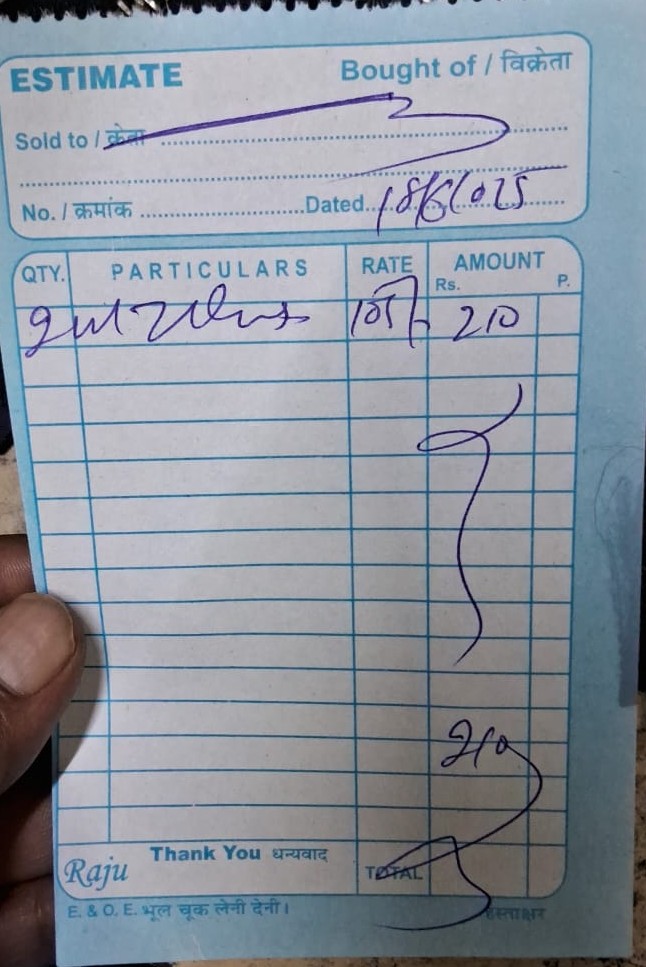 ESTIMATE Bought of / विक्रेता
Sold to / क्रेता
No. / क्रमांक Dated 18/6/025
QTY. PARTICULARS RATE AMOUNT
Rs. P.
105/- 210
210
Thank You धन्यवाद
Raju TOTAL
E. & O. E. भूल चूक लेनी देनी। हस्ताक्षर